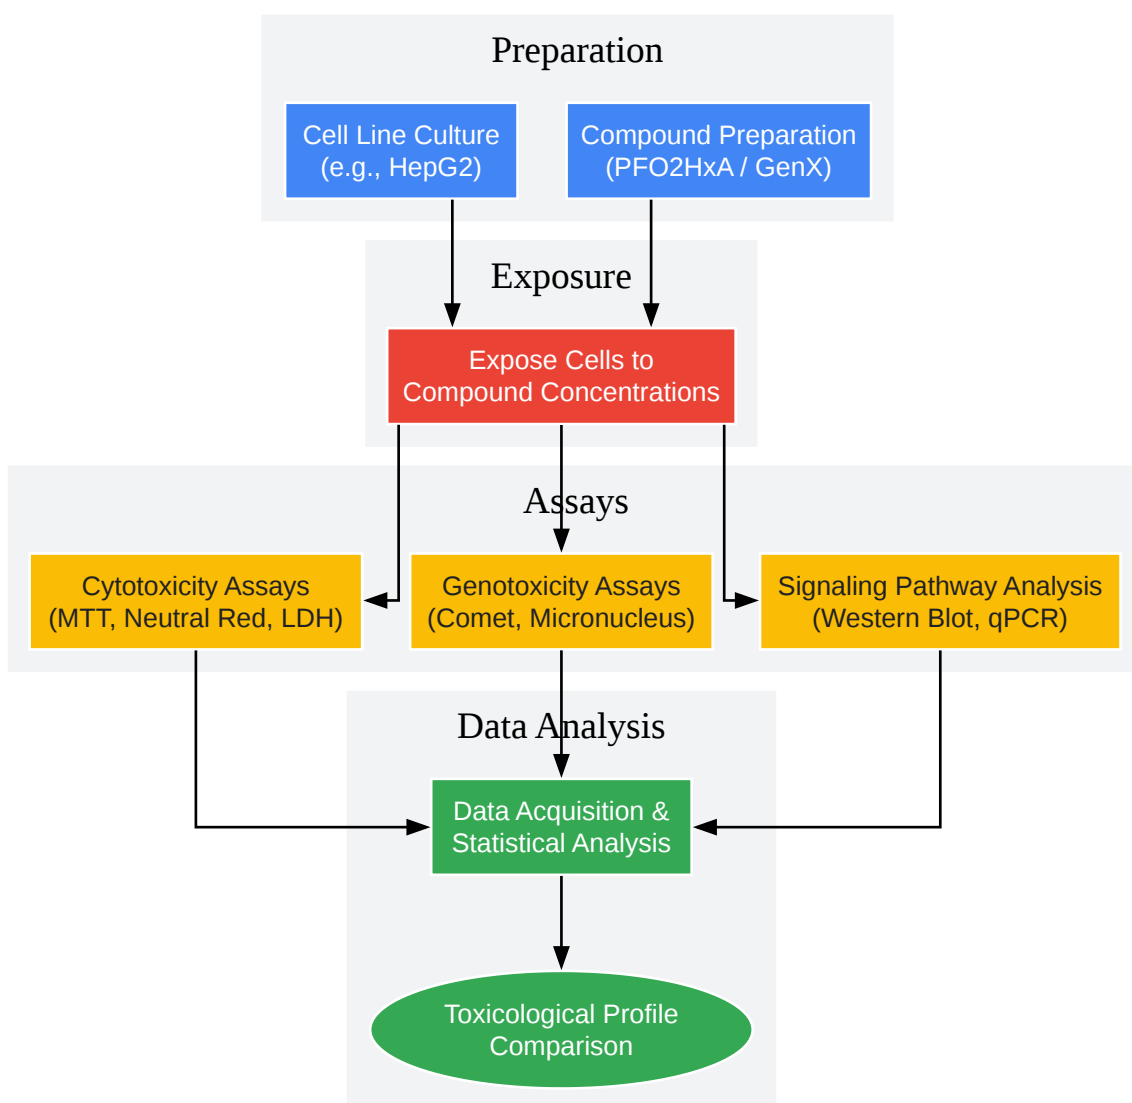 Preparation
Cell Line Culture
(e.g., HepG2)
Compound Preparation
(PFO2HxA / GenX)
Exposure
Expose Cells to
Compound Concentrations
Assays
Cytotoxicity Assays
(MTT, Neutral Red, LDH)
Genotoxicity Assays
(Comet, Micronucleus)
Signaling Pathway Analysis
(Western Blot, qPCR)
Data Analysis
Data Acquisition &
Statistical Analysis
Toxicological Profile
Comparison